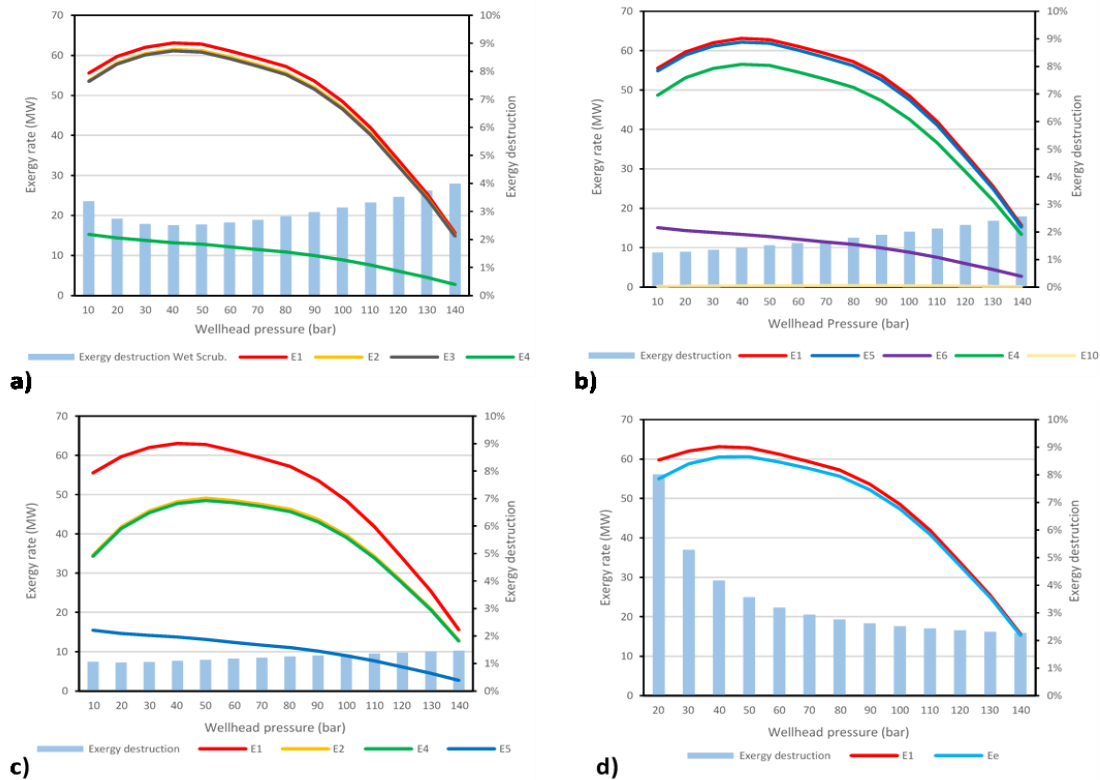 70 10%
60 9%
50 8%
40 7%
30 6%
20 5%
10 4%
0 3%
2%
1%
0%
Exergy rate (MW)
Exergy destruction
10 20 30 40 50 60 70 80 90 100 110 120 130 140
Wellhead pressure (bar)
Exergy destruction Wet Scrub. E1 E2 E3 E4
a)
70 10%
60 9%
50 8%
40 7%
30 6%
20 5%
10 4%
0 3%
2%
1%
0%
Exergy rate (MW)
Exergy destruction
10 20 30 40 50 60 70 80 90 100 110 120 130 140
Wellhead Pressure (bar)
Exergy destruction E1 E5 E6 E4 E10
b)
70 10%
60 9%
50 8%
40 7%
30 6%
20 5%
10 4%
0 3%
2%
1%
0%
Exergy rate (MW)
Exergy destruction
10 20 30 40 50 60 70 80 90 100 110 120 130 140
Wellhead pressure (bar)
Exergy destruction E1 E2 E4 E5
c)
70 10%
60 9%
50 8%
40 7%
30 6%
20 5%
10 4%
0 3%
2%
1%
0%
Exergy rate (MW)
Exergy destrutcion
20 30 40 50 60 70 80 90 100 110 120 130 140
Wellhead pressure (bar)
Exergy destruction E1 Ee
d)